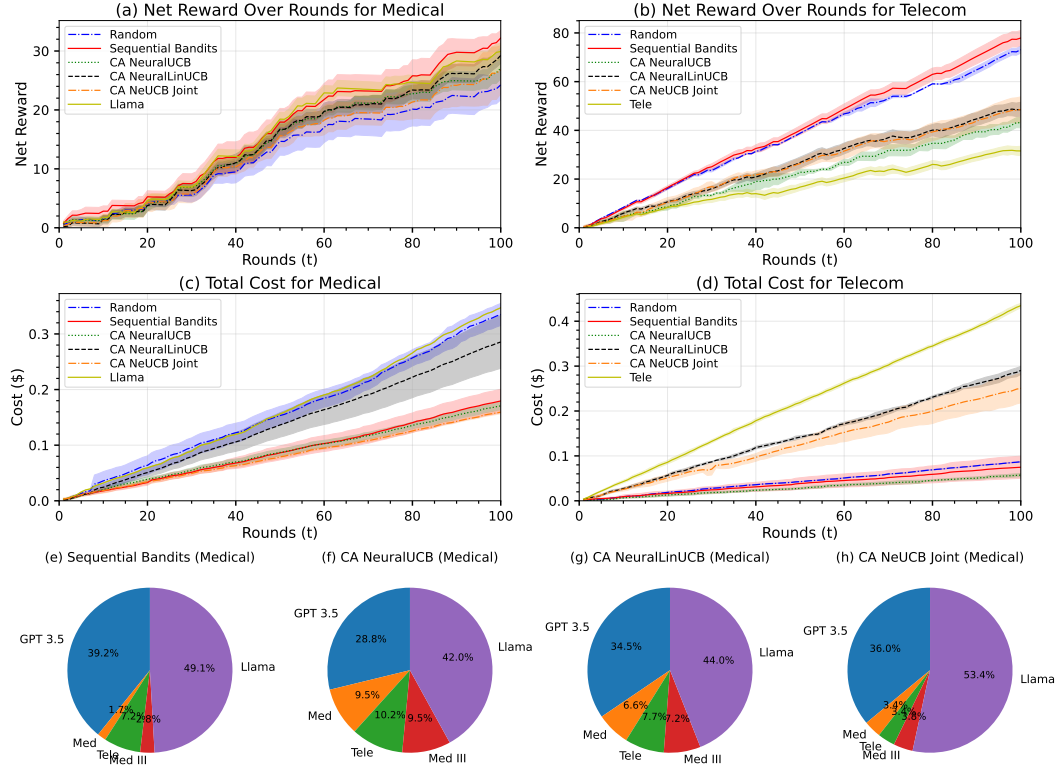 (a) Net Reward Over Rounds for Medical
Net Reward
30
20
10
0
Random
Sequential Bandits
CA NeuralUCB
CA NeuralLinUCB
CA NeUCB Joint
Llama
0 20 40 60 80 100
Rounds (t)
(b) Net Reward Over Rounds for Telecom
Net Reward
80
60
40
20
0
Random
Sequential Bandits
CA NeuralUCB
CA NeuralLinUCB
CA NeUCB Joint
Tele
0 20 40 60 80 100
Rounds (t)
(c) Total Cost for Medical
Cost ($)
0.3
0.2
0.1
0.0
Random
Sequential Bandits
CA NeuralUCB
CA NeuralLinUCB
CA NeUCB Joint
Llama
0 20 40 60 80 100
Rounds (t)
(d) Total Cost for Telecom
Cost ($)
0.4
0.3
0.2
0.1
0.0
Random
Sequential Bandits
CA NeuralUCB
CA NeuralLinUCB
CA NeUCB Joint
Tele
0 20 40 60 80 100
Rounds (t)
(e) Sequential Bandits (Medical)
GPT 3.5
39.2%
49.1%
Llama
1.7%
7.2%
2.8%
Med
Tele
Med III
(f) CA NeuralUCB (Medical)
GPT 3.5
28.8%
42.0%
Llama
9.5%
10.2%
9.5%
Med
Tele
Med III
(g) CA NeuralLinUCB (Medical)
GPT 3.5
34.5%
44.0%
Llama
6.6%
7.7%
7.2%
Med
Tele
Med III
(h) CA NeUCB Joint (Medical)
GPT 3.5
36.0%
53.4%
Llama
3.4%
3.4%
3.8%
Med
Tele
Med III